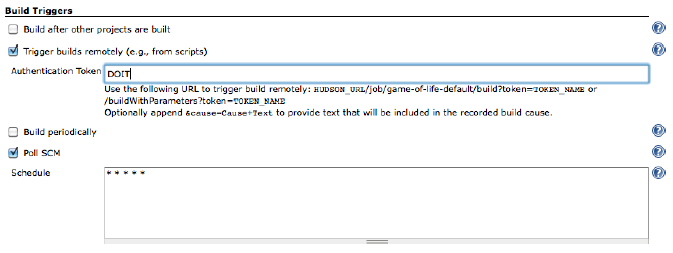 Build Triggers
Build after other projects are built
Trigger builds remotely (e.g., from scripts)
Authentication Token DOIT
Use the following URL to trigger build remotely: HUDSON_URL/job/game-of-life-default/build?token=TOKEN_NAME or
/buildWithParameters?token=TOKEN_NAME
Optionally append &cause=Cause+Text to provide text that will be included in the recorded build cause.
Build periodically
Poll SCM
Schedule * * * * *